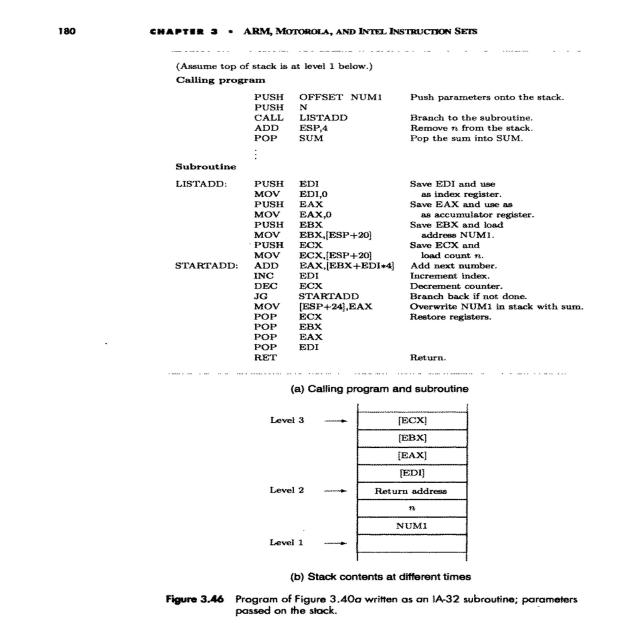 180 CHAPTER 3 • ARM, MOTOROLA, AND INTEL INSTRUCTION SETS
(Assume top of stack is at level 1 below.)
Calling program
PUSH OFFSET NUM1 Push parameters onto the stack.
PUSH N
CALL LISTADD Branch to the subroutine.
ADD ESP,4 Remove n from the stack.
POP SUM Pop the sum into SUM.
⋮
Subroutine
LISTADD: PUSH EDI Save EDI and use
MOV EDI,0 as index register.
PUSH EAX Save EAX and use as
MOV EAX,0 as accumulator register.
PUSH EBX Save EBX and load
MOV EBX,[ESP+20] address NUM1.
PUSH ECX Save ECX and
MOV ECX,[ESP+20] load count n.
STARTADD: ADD EAX,[EBX+EDI*4] Add next number.
INC EDI Increment index.
DEC ECX Decrement counter.
JG STARTADD Branch back if not done.
MOV [ESP+24],EAX Overwrite NUM1 in stack with sum.
POP ECX Restore registers.
POP EBX
POP EAX
POP EDI
RET Return.
(a) Calling program and subroutine
Level 3 → [ECX]
[EBX]
[EAX]
[EDI]
Level 2 → Return address
n
NUM1
Level 1 →
(b) Stack contents at different times
Figure 3.46 Program of Figure 3.40a written as an IA-32 subroutine; parameters
passed on the stack.